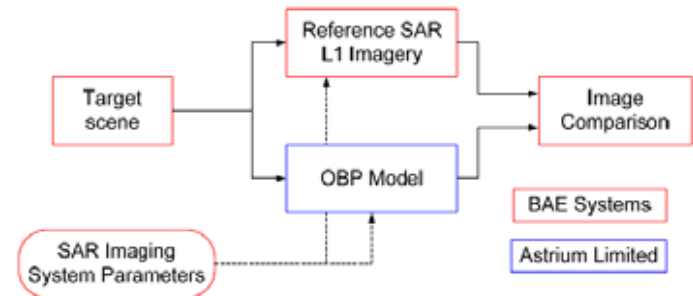 Reference SAR
L1 Imagery
Target
scene
Image
Comparison
OBP Model
BAE Systems
SAR Imaging
System Parameters
Astrium Limited